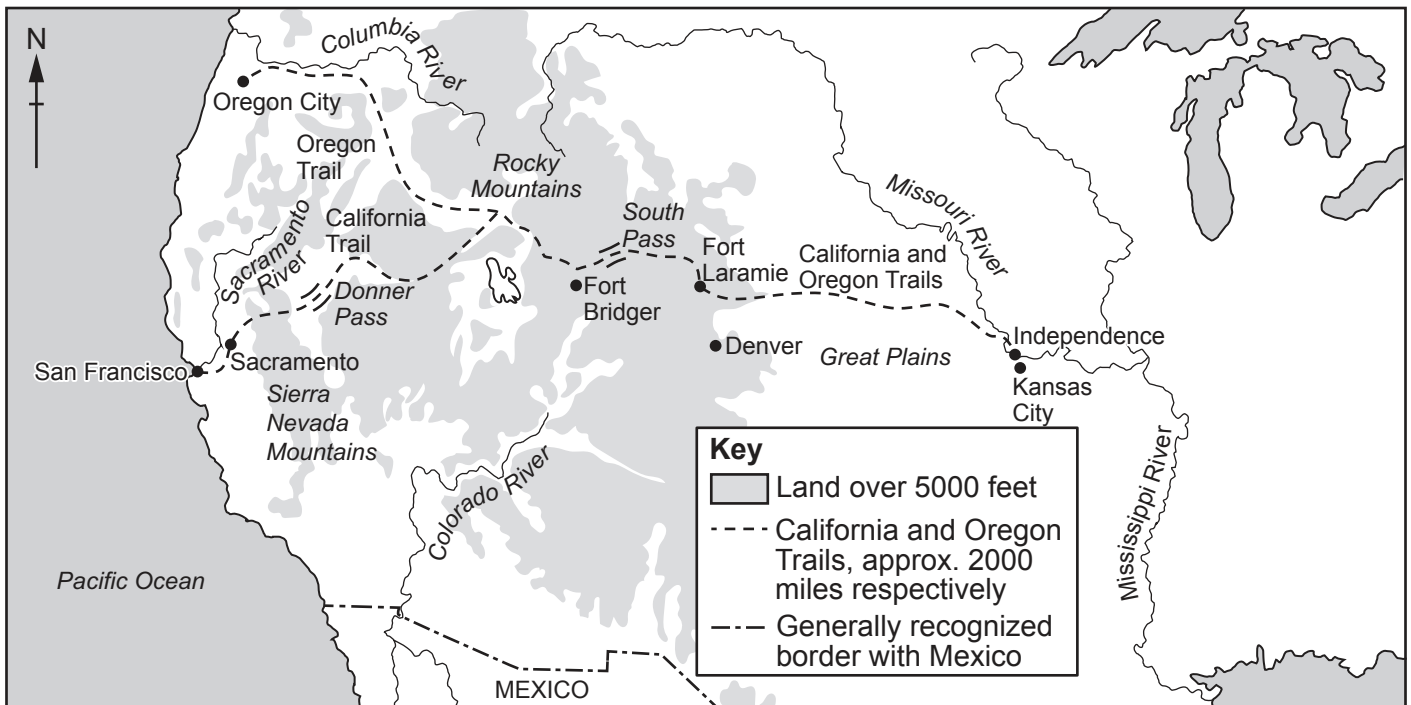 N
Columbia
River
Oregon City
Oregon
Trail
Rocky
Mountains
Missouri
River
South
Pass
Fort
Laramie
California and
Oregon Trails
Sacramento
River
California
Trail
Donner
Pass
Fort
Bridger
Independence
San Francisco
Sacramento
Denver
Great Plains
Kansas
City
Sierra
Nevada
Mountains
Colorado River
Mississippi River
Pacific Ocean
MEXICO
Key
Land over 5000 feet
California and Oregon
Trails, approx. 2000
miles respectively
Generally recognized
border with Mexico